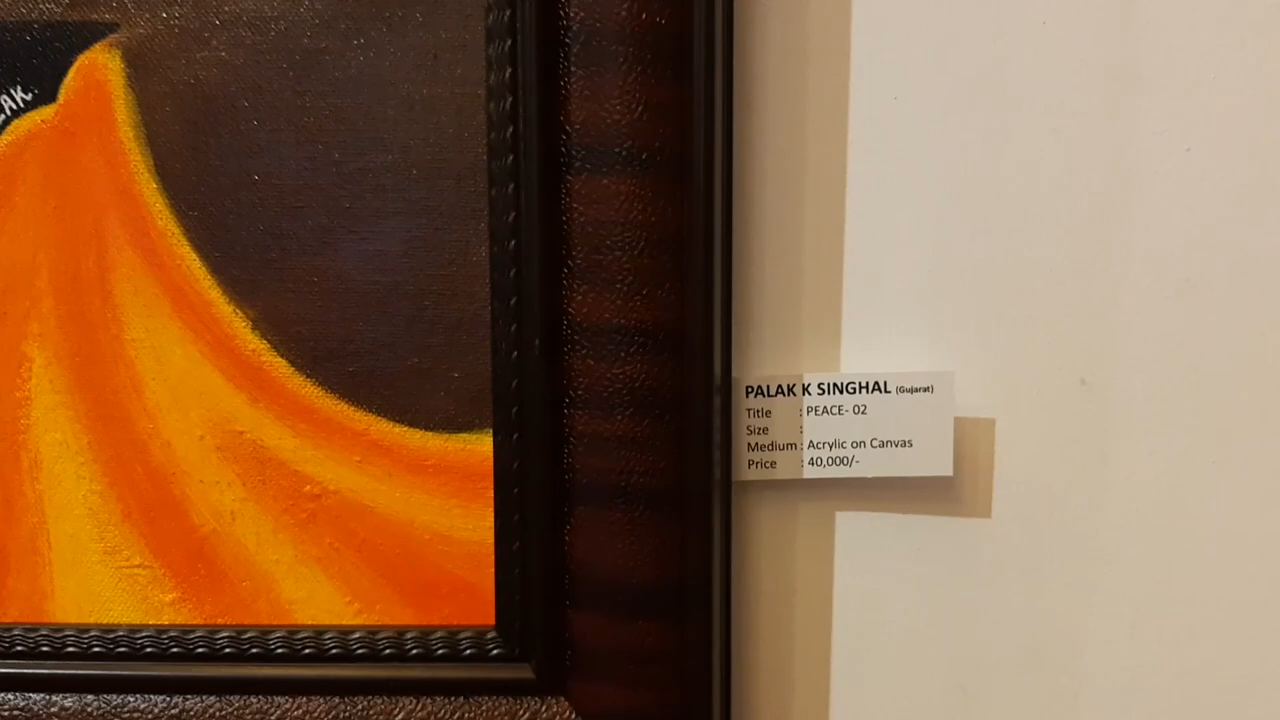 PALAK K SINGHAL (Gujarat)
Title : PEACE- 02
Size :
Medium : Acrylic on Canvas
Price : 40,000/-